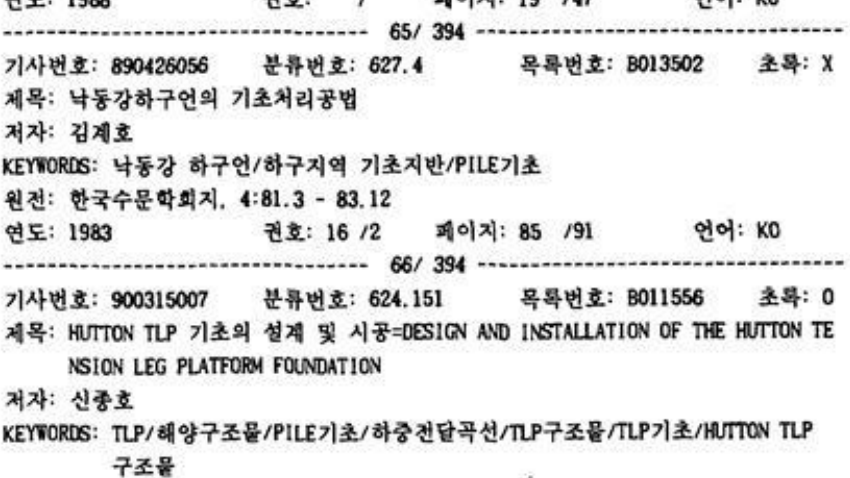 연도: 1988 권호: / 페이지: 19 /47 언어: KO
-------------------------------- 65/ 394 --------------------------------
기사번호: 890426056 분류번호: 627.4 목록번호: B013502 초록: X
제목: 낙동강하구언의 기초처리공법
저자: 김계호
KEYWORDS: 낙동강 하구언/하구지역 기초지반/PILE기초
원전: 한국수문학회지, 4:81.3 - 83.12
연도: 1983 권호: 16 /2 페이지: 85 /91 언어: KO
-------------------------------- 66/ 394 --------------------------------
기사번호: 900315007 분류번호: 624.151 목록번호: B011556 초록: O
제목: HUTTON TLP 기초의 설계 및 시공=DESIGN AND INSTALLATION OF THE HUTTON TE
NSION LEG PLATFORM FOUNDATION
저자: 신종호
KEYWORDS: TLP/해양구조물/PILE기초/하중전달곡선/TLP구조물/TLP기초/HUTTON TLP
구조물